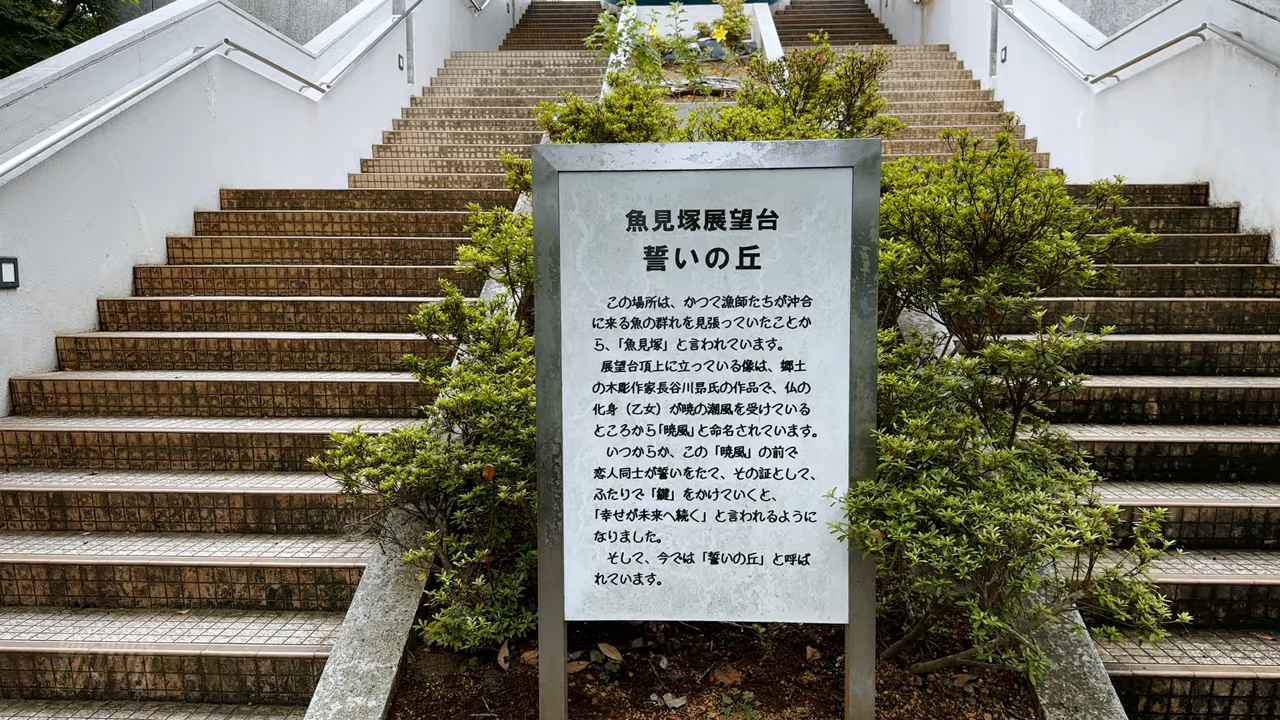 魚見塚展望台
誓いの丘
この場所は、かつて漁師たちが沖合
に来る魚の群れを見張っていたことか
ら、「魚見塚」と言われています。
展望台頂上に立っている像は、郷土
の木彫作家長谷川昂氏の作品で、仏の
化身（乙女）が暁の潮風を受けている
ところから「暁風」と命名されています。
いつからか、この「暁風」の前で
恋人同士が誓いをたて、その証として、
ふたりで「鍵」をかけていくと、
「幸せが未来へ続く」と言われるように
なりました。
そして、今では「誓いの丘」と呼ば
れています。